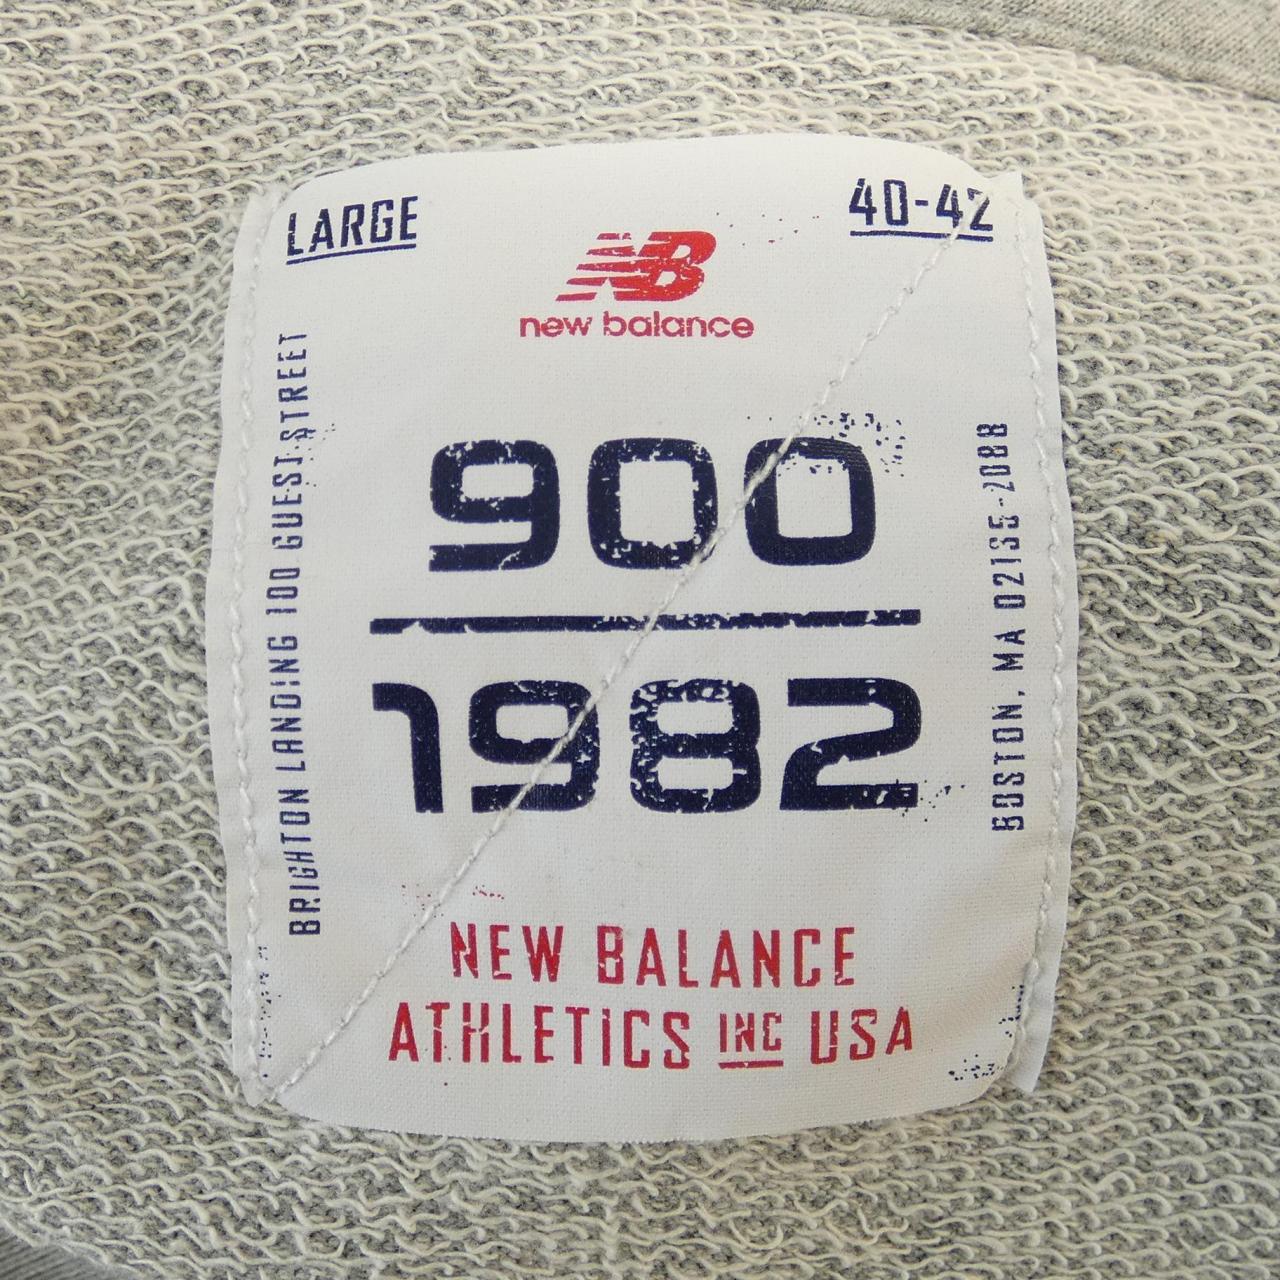 LARGE
40-42
NB
new balance
BRIGHTON LANDING 100 GUEST STREET
900
1982
BOSTON, MA 02135-2088
NEW BALANCE
ATHLETICS INC USA